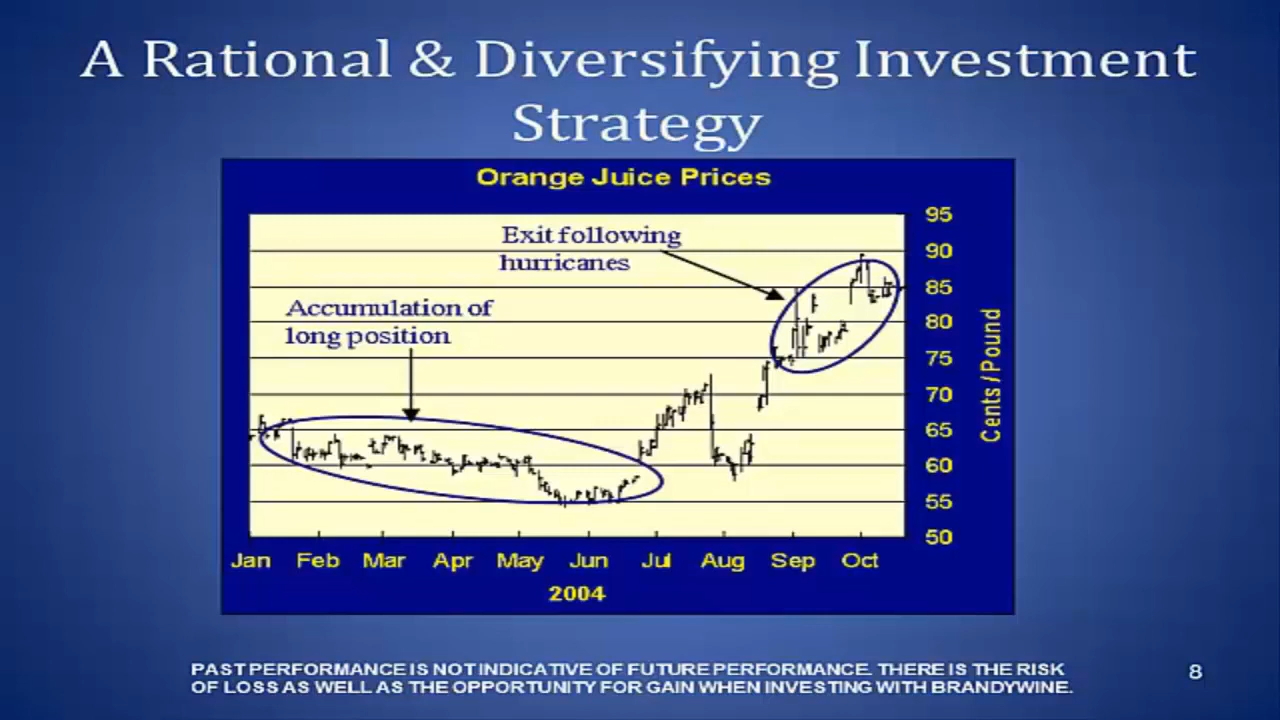 A Rational & Diversifying Investment
Strategy
Orange Juice Prices
Exit following
hurricanes
Accumulation of
long position
95
90
85
80
75
70
65
60
55
50
Cents / Pound
Jan Feb Mar Apr May Jun Jul Aug Sep Oct
2004
PAST PERFORMANCE IS NOT INDICATIVE OF FUTURE PERFORMANCE. THERE IS THE RISK
OF LOSS AS WELL AS THE OPPORTUNITY FOR GAIN WHEN INVESTING WITH BRANDYWINE.
8